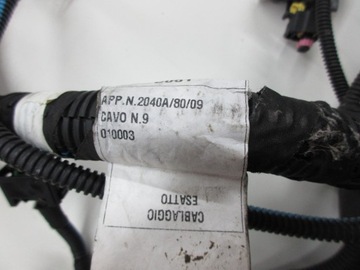 APP.N.2040A/80/09
CAVO N.9
010003
CABLAGGIO
ESATTO